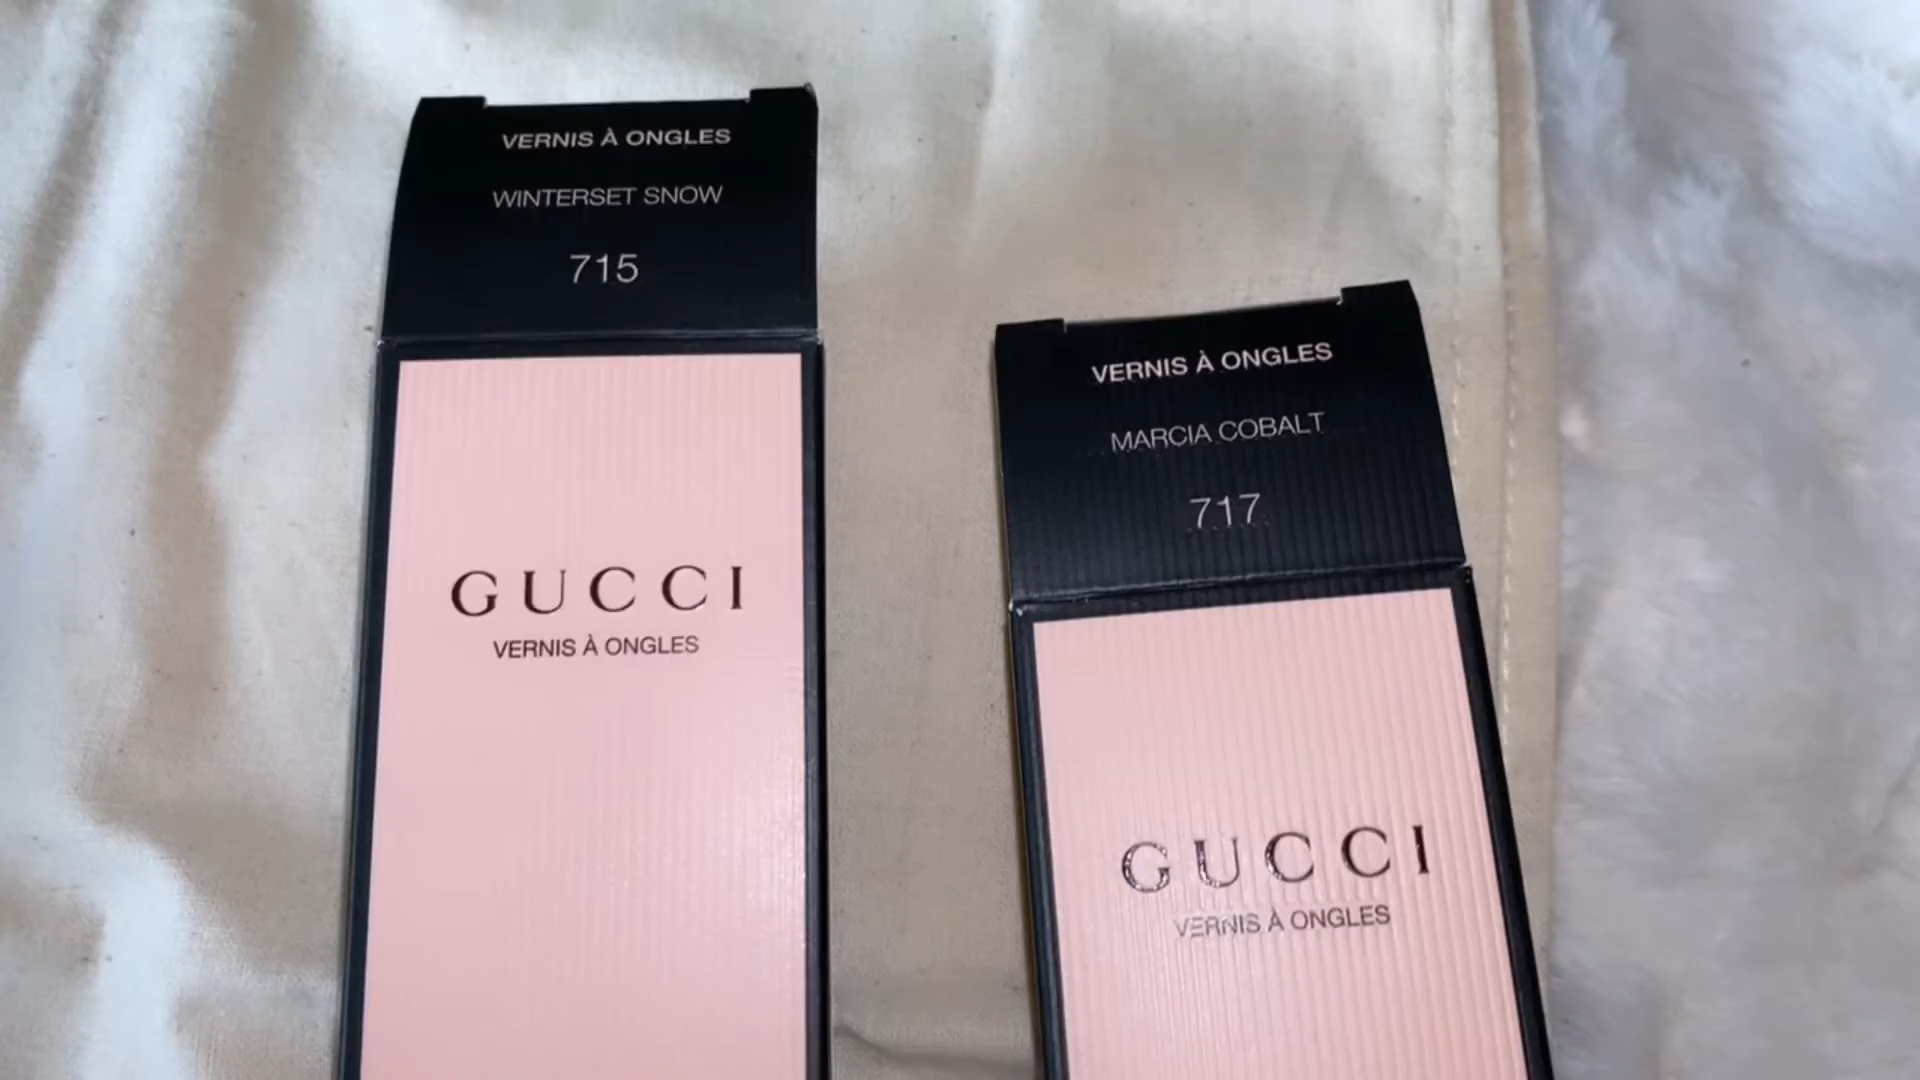 VERNIS À ONGLES
WINTERSET SNOW
715
GUCCI
VERNIS À ONGLES
VERNIS À ONGLES
MARCIA COBALT
717
GUCCI
VERNIS À ONGLES